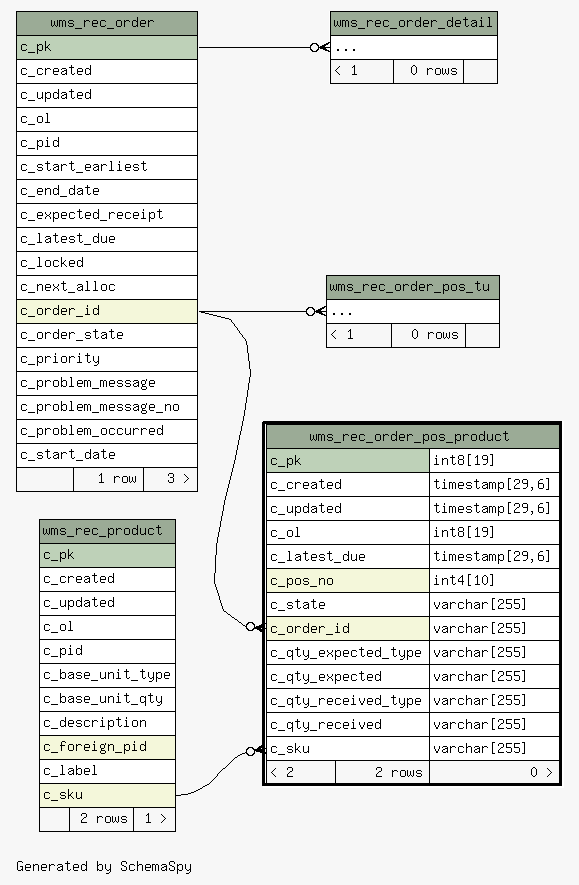 wms_rec_order
c_pk
c_created
c_updated
c_ol
c_pid
c_start_earliest
c_end_date
c_expected_receipt
c_latest_due
c_locked
c_next_alloc
c_order_id
c_order_state
c_priority
c_problem_message
c_problem_message_no
c_problem_occurred
c_start_date
1 row 3 >
wms_rec_order_detail
...
< 1 0 rows
wms_rec_order_pos_tu
...
< 1 0 rows
wms_rec_order_pos_product
c_pk int8[19]
c_created timestamp[29,6]
c_updated timestamp[29,6]
c_ol int8[19]
c_latest_due timestamp[29,6]
c_pos_no int4[10]
c_state varchar[255]
c_order_id varchar[255]
c_qty_expected_type varchar[255]
c_qty_expected varchar[255]
c_qty_received_type varchar[255]
c_qty_received varchar[255]
c_sku varchar[255]
< 2 2 rows 0 >
wms_rec_product
c_pk
c_created
c_updated
c_ol
c_pid
c_base_unit_type
c_base_unit_qty
c_description
c_foreign_pid
c_label
c_sku
2 rows 1 >
Generated by SchemaSpy